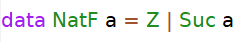 data NatF a = Z | Suc a